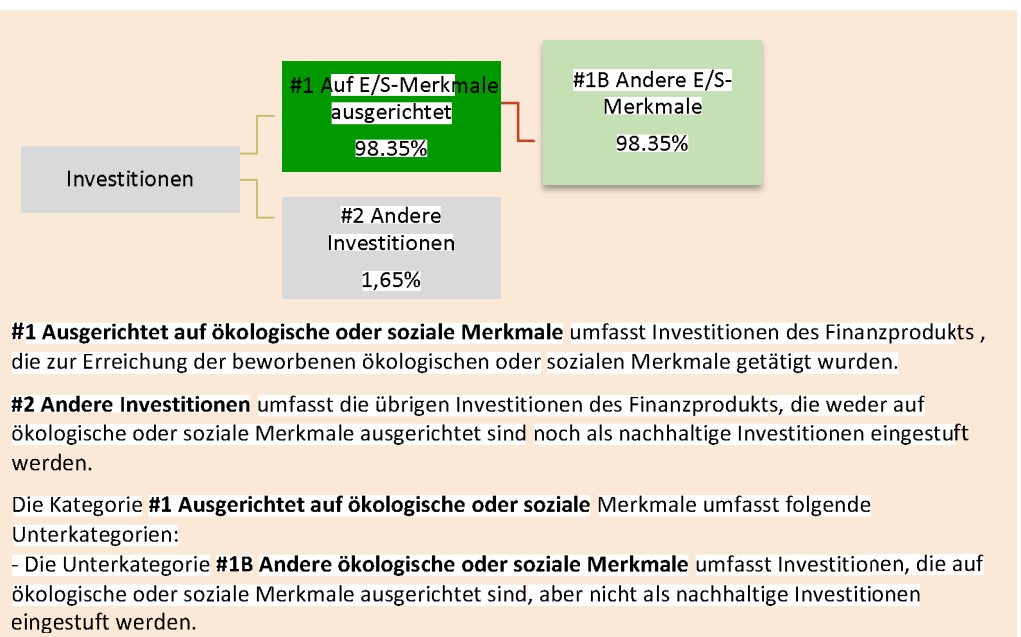 #1 Auf E/S-Merkmale
ausgerichtet
98.35%
#1B Andere E/S-
Merkmale
98.35%
Investitionen
#2 Andere
Investitionen
1,65%
#1 Ausgerichtet auf ökologische oder soziale Merkmale umfasst Investitionen des Finanzprodukts ,
die zur Erreichung der beworbenen ökologischen oder sozialen Merkmale getätigt wurden.
#2 Andere Investitionen umfasst die übrigen Investitionen des Finanzprodukts, die weder auf
ökologische oder soziale Merkmale ausgerichtet sind noch als nachhaltige Investitionen eingestuft
werden.
Die Kategorie #1 Ausgerichtet auf ökologische oder soziale Merkmale umfasst folgende
Unterkategorien:
- Die Unterkategorie #1B Andere ökologische oder soziale Merkmale umfasst Investitionen, die auf
ökologische oder soziale Merkmale ausgerichtet sind, aber nicht als nachhaltige Investitionen
eingestuft werden.